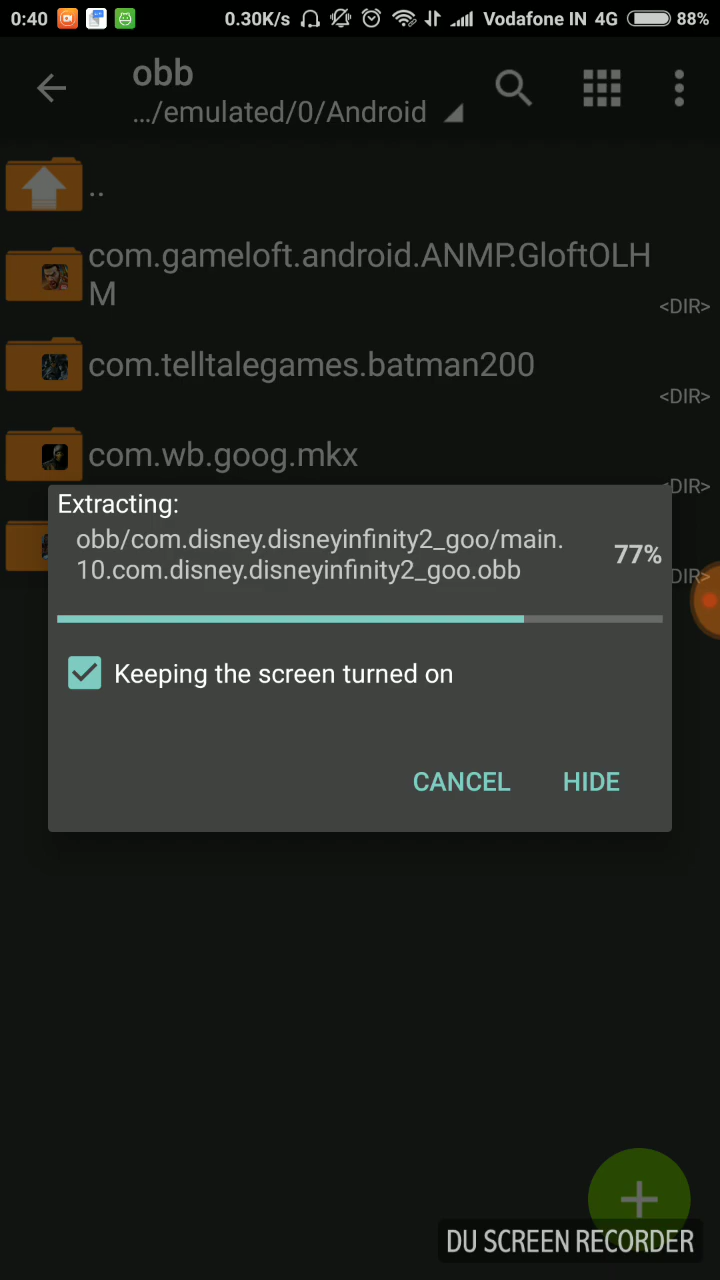 0:40 0.30K/s Vodafone IN 4G 88%
obb
.../emulated/0/Android
..
com.gameloft.android.ANMP.GloftOLH
M
<DIR>
com.telltalegames.batman200
<DIR>
com.wb.goog.mkx
<DIR>
Extracting:
obb/com.disney.disneyinfinity2_goo/main.
10.com.disney.disneyinfinity2_goo.obb
77%
DIR>
Keeping the screen turned on
CANCEL HIDE
DU SCREEN RECORDER